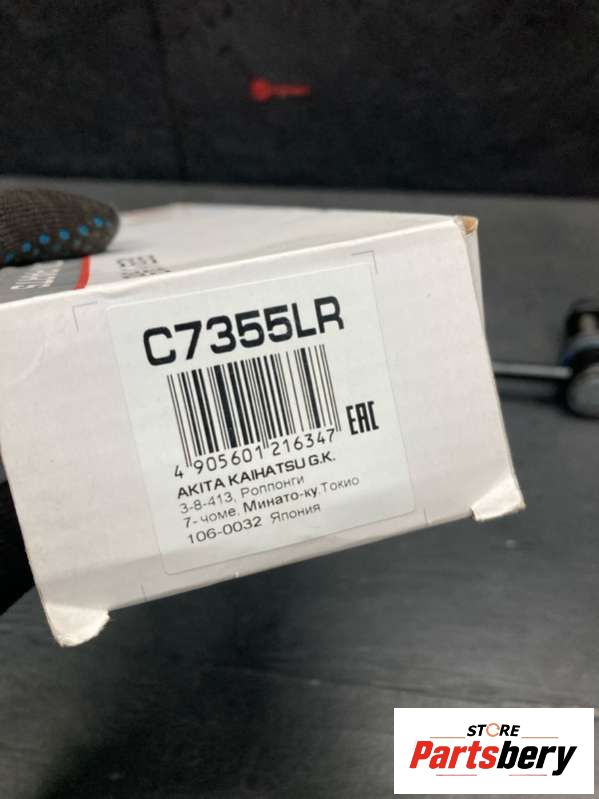 C7355LR
4 905601 216347
EAC
AKITA KAIHATSU G.K.
3-8-413, Роппонги
7- чоме, Минато-ку, Токио
106-0032 Япония
STORE
Partsbery